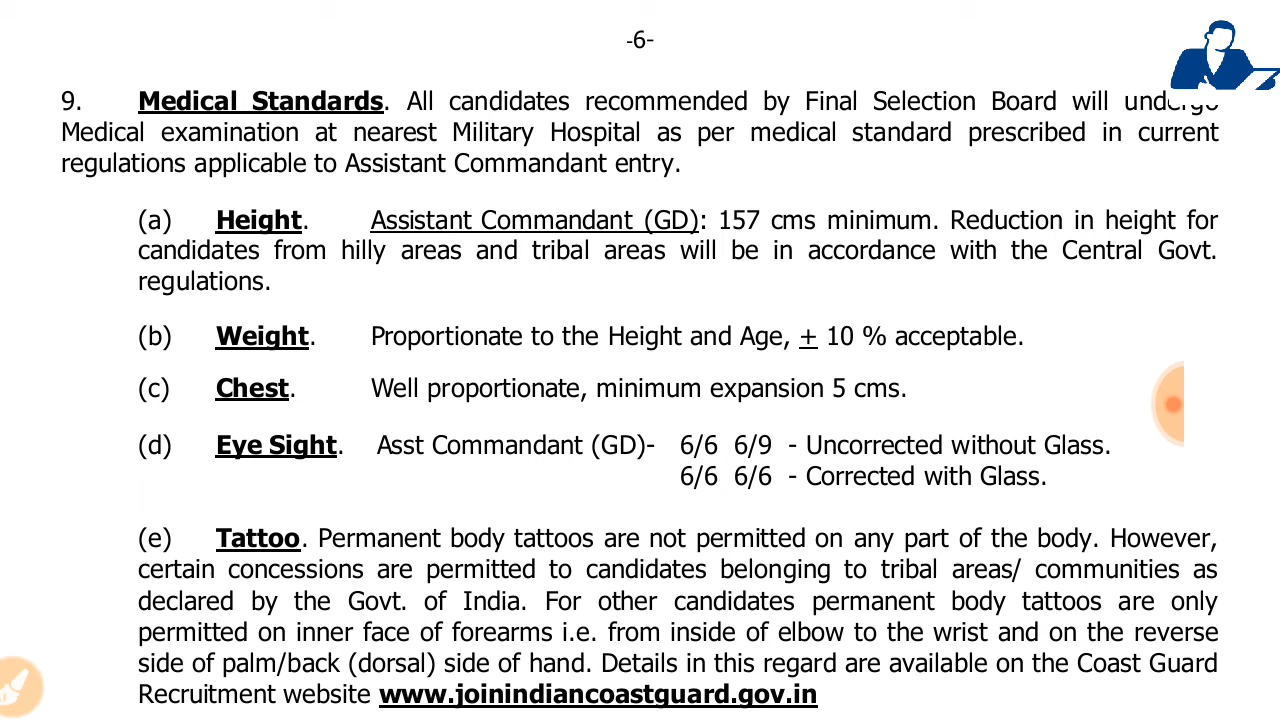 -6-
9. Medical Standards. All candidates recommended by Final Selection Board will undergo
Medical examination at nearest Military Hospital as per medical standard prescribed in current
regulations applicable to Assistant Commandant entry.
(a) Height. Assistant Commandant (GD): 157 cms minimum. Reduction in height for
candidates from hilly areas and tribal areas will be in accordance with the Central Govt.
regulations.
(b) Weight. Proportionate to the Height and Age, ± 10 % acceptable.
(c) Chest. Well proportionate, minimum expansion 5 cms.
(d) Eye Sight. Asst Commandant (GD)- 6/6 6/9 - Uncorrected without Glass.
6/6 6/6 - Corrected with Glass.
(e) Tattoo. Permanent body tattoos are not permitted on any part of the body. However,
certain concessions are permitted to candidates belonging to tribal areas/ communities as
declared by the Govt. of India. For other candidates permanent body tattoos are only
permitted on inner face of forearms i.e. from inside of elbow to the wrist and on the reverse
side of palm/back (dorsal) side of hand. Details in this regard are available on the Coast Guard
Recruitment website www.joinindiancoastguard.gov.in